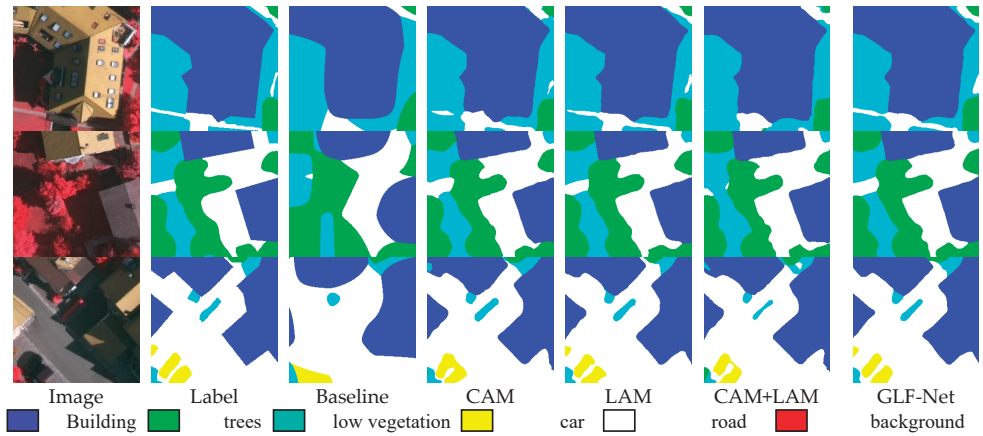 Image Label Baseline CAM LAM CAM+LAM GLF-Net
Building trees low vegetation car road background